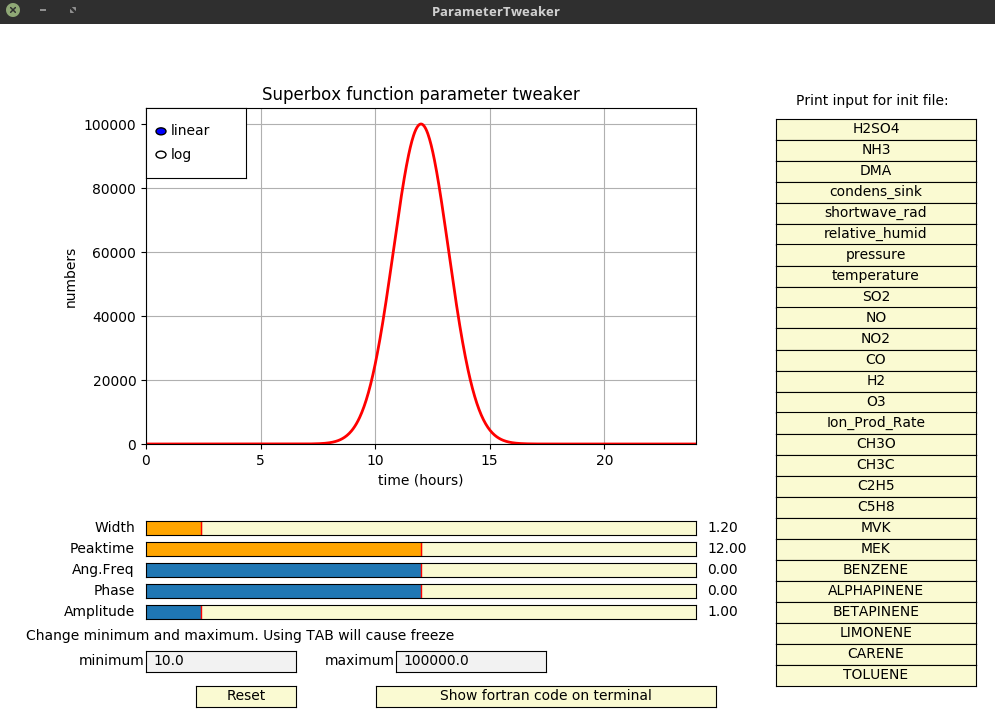 ParameterTweaker
Superbox function parameter tweaker
linear
log
100000
80000
60000
40000
20000
0
numbers
0 5 10 15 20
time (hours)
Width 1.20
Peaktime 12.00
Ang.Freq 0.00
Phase 0.00
Amplitude 1.00
Change minimum and maximum. Using TAB will cause freeze
minimum 10.0 maximum 100000.0
Reset Show fortran code on terminal
Print input for init file:
H2SO4
NH3
DMA
condens_sink
shortwave_rad
relative_humid
pressure
temperature
SO2
NO
NO2
CO
H2
O3
Ion_Prod_Rate
CH3O
CH3C
C2H5
C5H8
MVK
MEK
BENZENE
ALPHAPINENE
BETAPINENE
LIMONENE
CARENE
TOLUENE